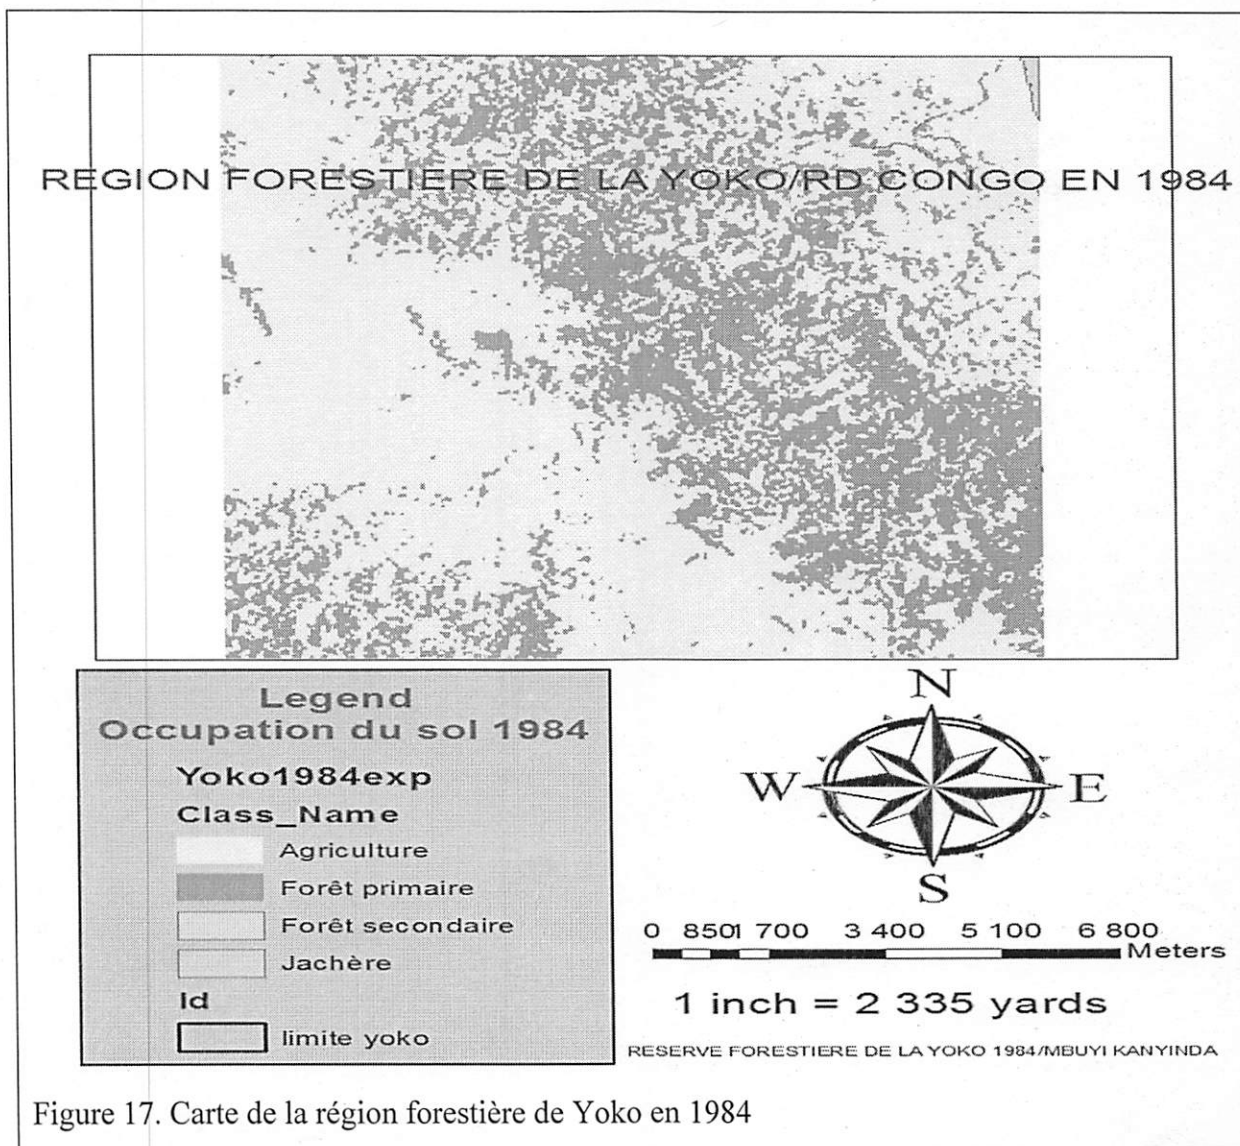 REGION FORESTIERE DE LA YOKO/RD CONGO EN 1984
Legend
Occupation du sol 1984
Yoko1984exp
Class_Name
Agriculture
Forêt primaire
Forêt secondaire
Jachère
Id
limite yoko
N
W E
S
0 850 1 700 3 400 5 100 6 800
Meters
1 inch = 2 335 yards
RESERVE FORESTIERE DE LA YOKO 1984/MBUYI KANYINDA
Figure 17. Carte de la région forestière de Yoko en 1984